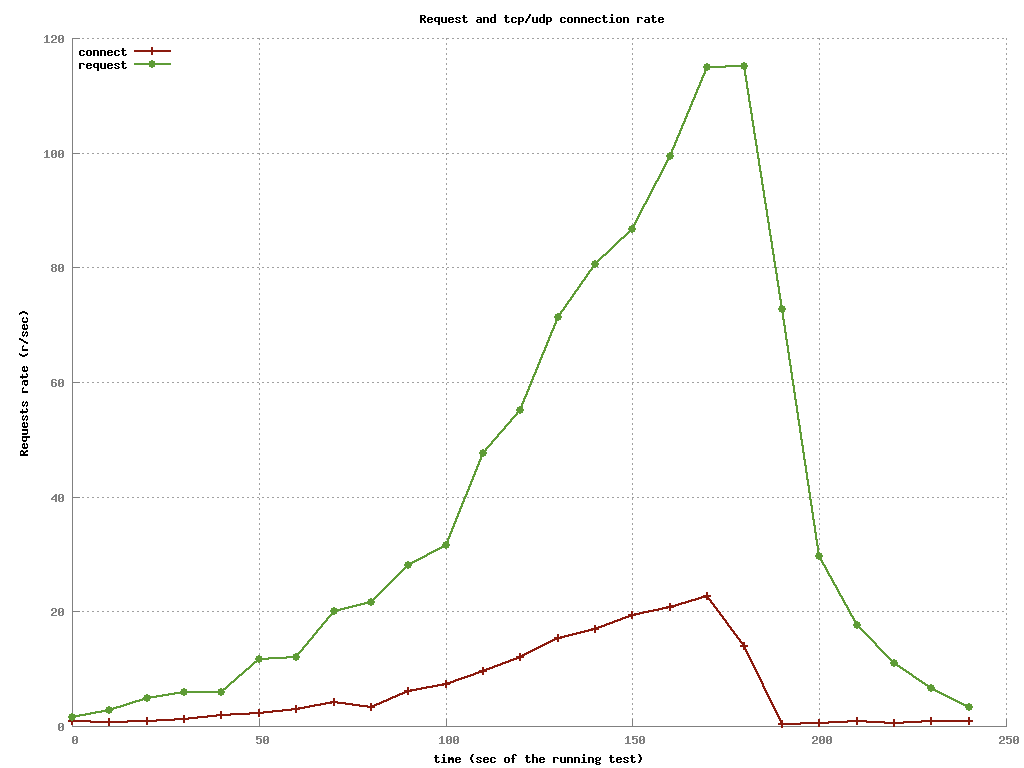 Request and tcp/udp connection rate
connect
request
120
100
80
60
40
20
0
Requests rate (r/sec)
0 50 100 150 200 250
time (sec of the running test)